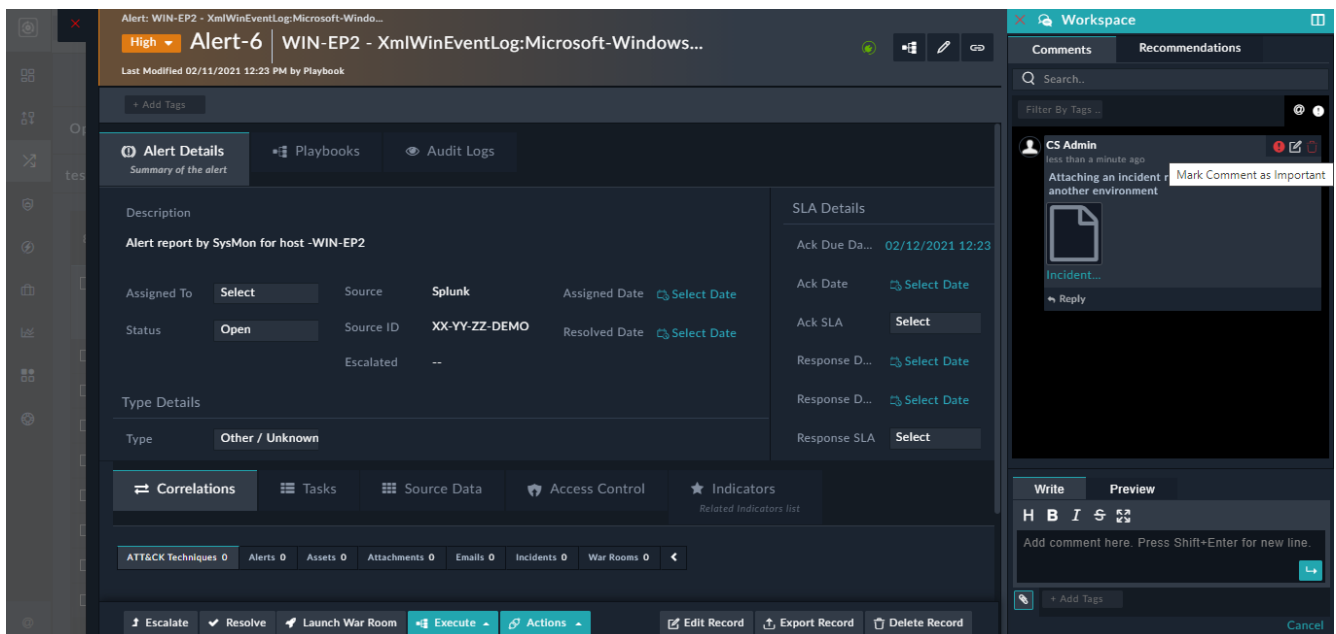 Alert: WIN-EP2 - XmlWinEventLog:Microsoft-Windo...
High Alert-6 WIN-EP2 - XmlWinEventLog:Microsoft-Windows...
Last Modified 02/11/2021 12:23 PM by Playbook
+ Add Tags
Alert Details
Summary of the alert
Playbooks
Audit Logs
Description
Alert report by SysMon for host -WIN-EP2
Assigned To Select
Source Splunk
Assigned Date Select Date
Status Open
Source ID XX-YY-ZZ-DEMO
Resolved Date Select Date
Escalated --
Type Details
Type Other / Unknown
SLA Details
Ack Due Da... 02/12/2021 12:23
Ack Date Select Date
Ack SLA Select
Response D... Select Date
Response D... Select Date
Response SLA Select
Correlations
Tasks
Source Data
Access Control
Indicators
Related Indicators list
ATT&CK Techniques 0 Alerts 0 Assets 0 Attachments 0 Emails 0 Incidents 0 War Rooms 0
Escalate Resolve Launch War Room Execute Actions Edit Record Export Record Delete Record
Workspace
Comments Recommendations
Search..
Filter By Tags ..
@
CS Admin
less than a minute ago
Mark Comment as Important
Attaching an incident
another environment
Incident...
Reply
Write Preview
H B I S
Add comment here. Press Shift+Enter for new line.
+ Add Tags
Cancel